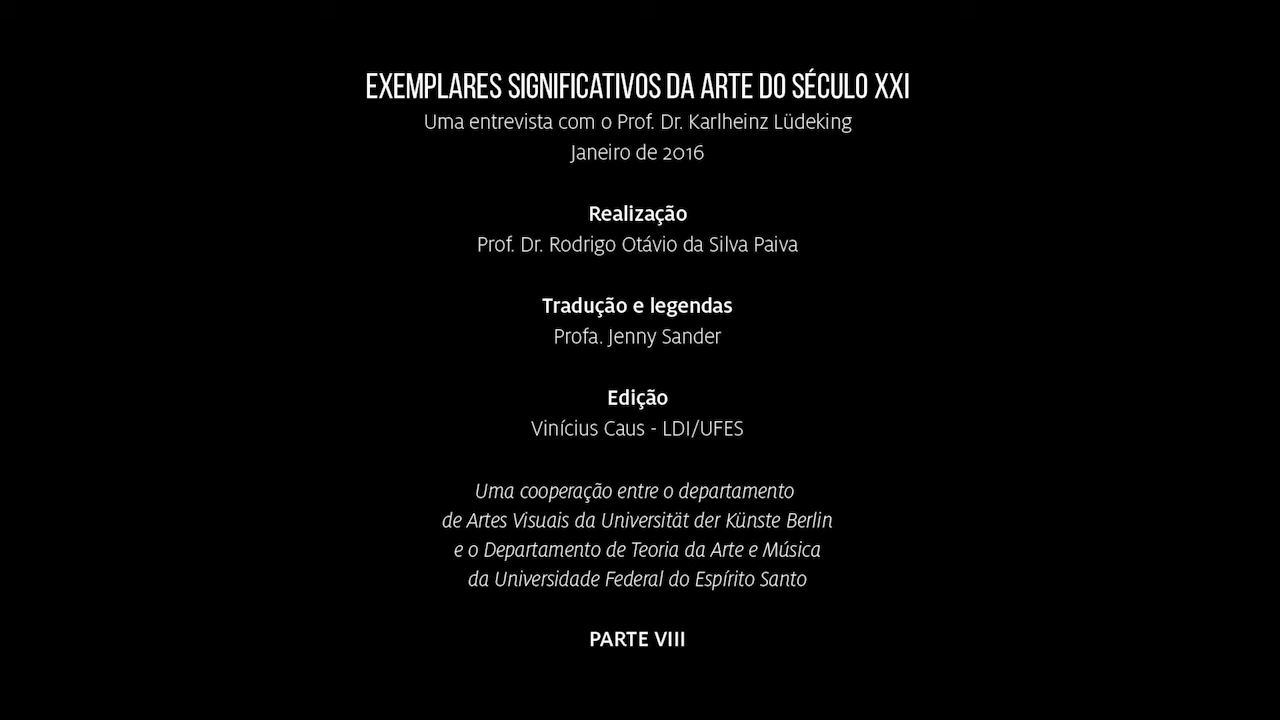 EXEMPLARES SIGNIFICATIVOS DA ARTE DO SÉCULO XXI
Uma entrevista com o Prof. Dr. Karlheinz Lüdeking
Janeiro de 2016
Realização
Prof. Dr. Rodrigo Otávio da Silva Paiva
Tradução e legendas
Profa. Jenny Sander
Edição
Vinícius Caus - LDI/UFES
Uma cooperação entre o departamento
de Artes Visuais da Universität der Künste Berlin
e o Departamento de Teoria da Arte e Música
da Universidade Federal do Espírito Santo
PARTE VIII